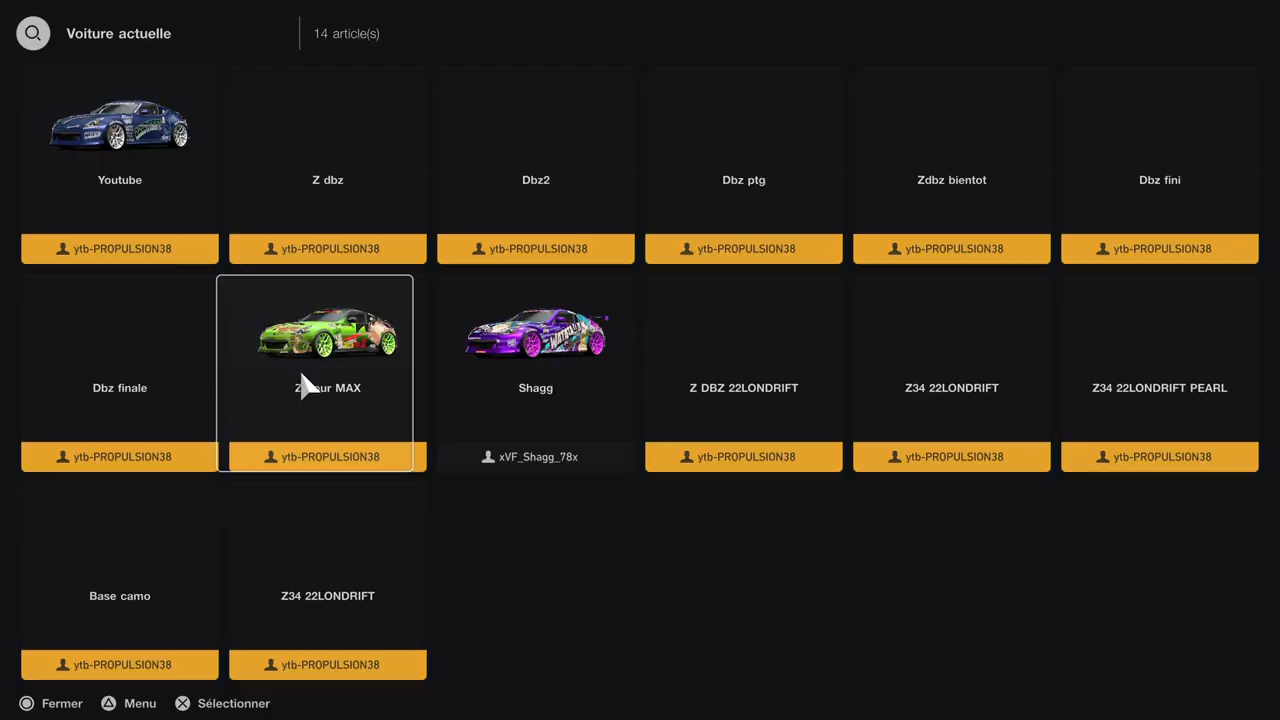 Voiture actuelle
14 article(s)
Youtube
Z dbz
Dbz2
Dbz ptg
Zdbz bientot
Dbz fini
ytb-PROPULSION38
ytb-PROPULSION38
ytb-PROPULSION38
ytb-PROPULSION38
ytb-PROPULSION38
ytb-PROPULSION38
Dbz finale
MAX
Shagg
Z DBZ 22LONDRIFT
Z34 22LONDRIFT
Z34 22LONDRIFT PEARL
ytb-PROPULSION38
ytb-PROPULSION38
xVF_Shagg_78x
ytb-PROPULSION38
ytb-PROPULSION38
ytb-PROPULSION38
Base camo
Z34 22LONDRIFT
ytb-PROPULSION38
ytb-PROPULSION38
Fermer
Menu
Sélectionner